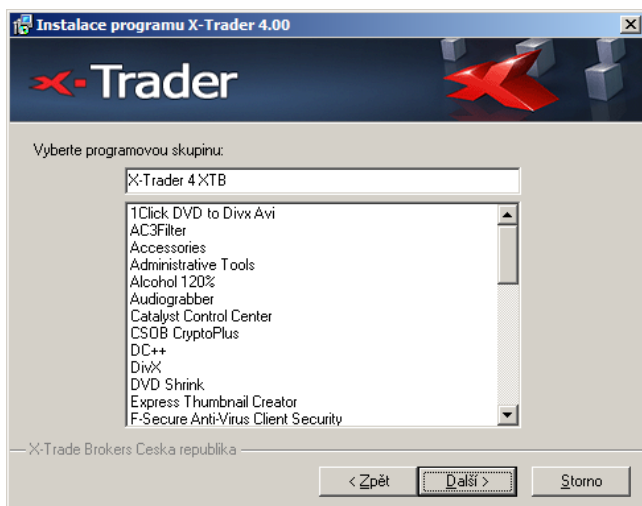 Instalace programu X-Trader 4.00
x-Trader
Vyberte programovou skupinu:
X-Trader 4 XTB
1Click DVD to Divx Avi
AC3Filter
Accessories
Administrative Tools
Alcohol 120%
Audiograbber
Catalyst Control Center
CSOB CryptoPlus
DC++
DivX
DVD Shrink
Express Thumbnail Creator
F-Secure Anti-Virus Client Security
X-Trade Brokers Ceska republika
< Zpět
Další >
Storno